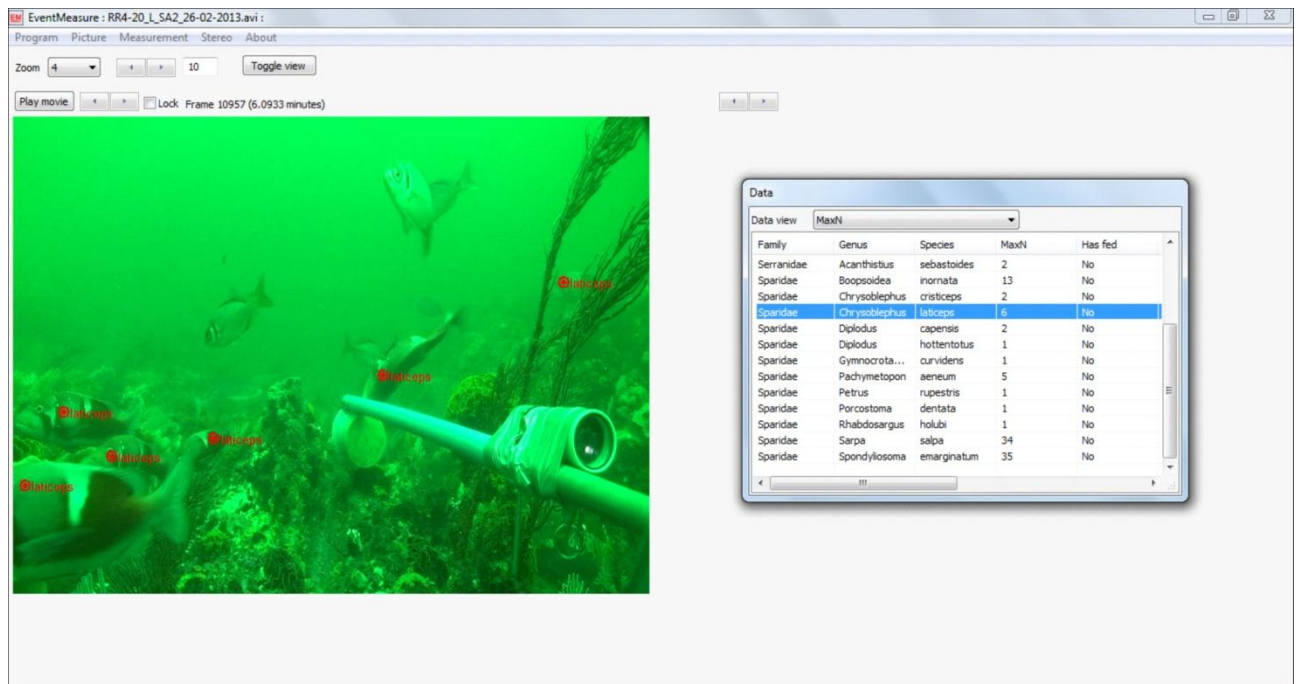 EM EventMeasure : RR4-20_L_SA2_26-02-2013.avi :
Program Picture Measurement Stereo About
Zoom 4 10 Toggle view
Play movie Lock Frame 10957 (6.0933 minutes)
laticeps
laticeps
laticeps
laticeps
laticeps
laticeps
Data
Data view MaxN
Family Genus Species MaxN Has fed
Serranidae Acanthistius sebastoides 2 No
Sparidae Boopsoidea inornata 13 No
Sparidae Chrysoblephus cristiceps 2 No
Sparidae Chrysoblephus laticeps 6 No
Sparidae Diplodus capensis 2 No
Sparidae Diplodus hottentotus 1 No
Sparidae Gymnocrota... curvidens 1 No
Sparidae Pachymetopon aeneum 5 No
Sparidae Petrus rupestris 1 No
Sparidae Porcostoma dentata 1 No
Sparidae Rhabdosargus holubi 1 No
Sparidae Sarpa salpa 34 No
Sparidae Spondyliosoma emarginatum 35 No